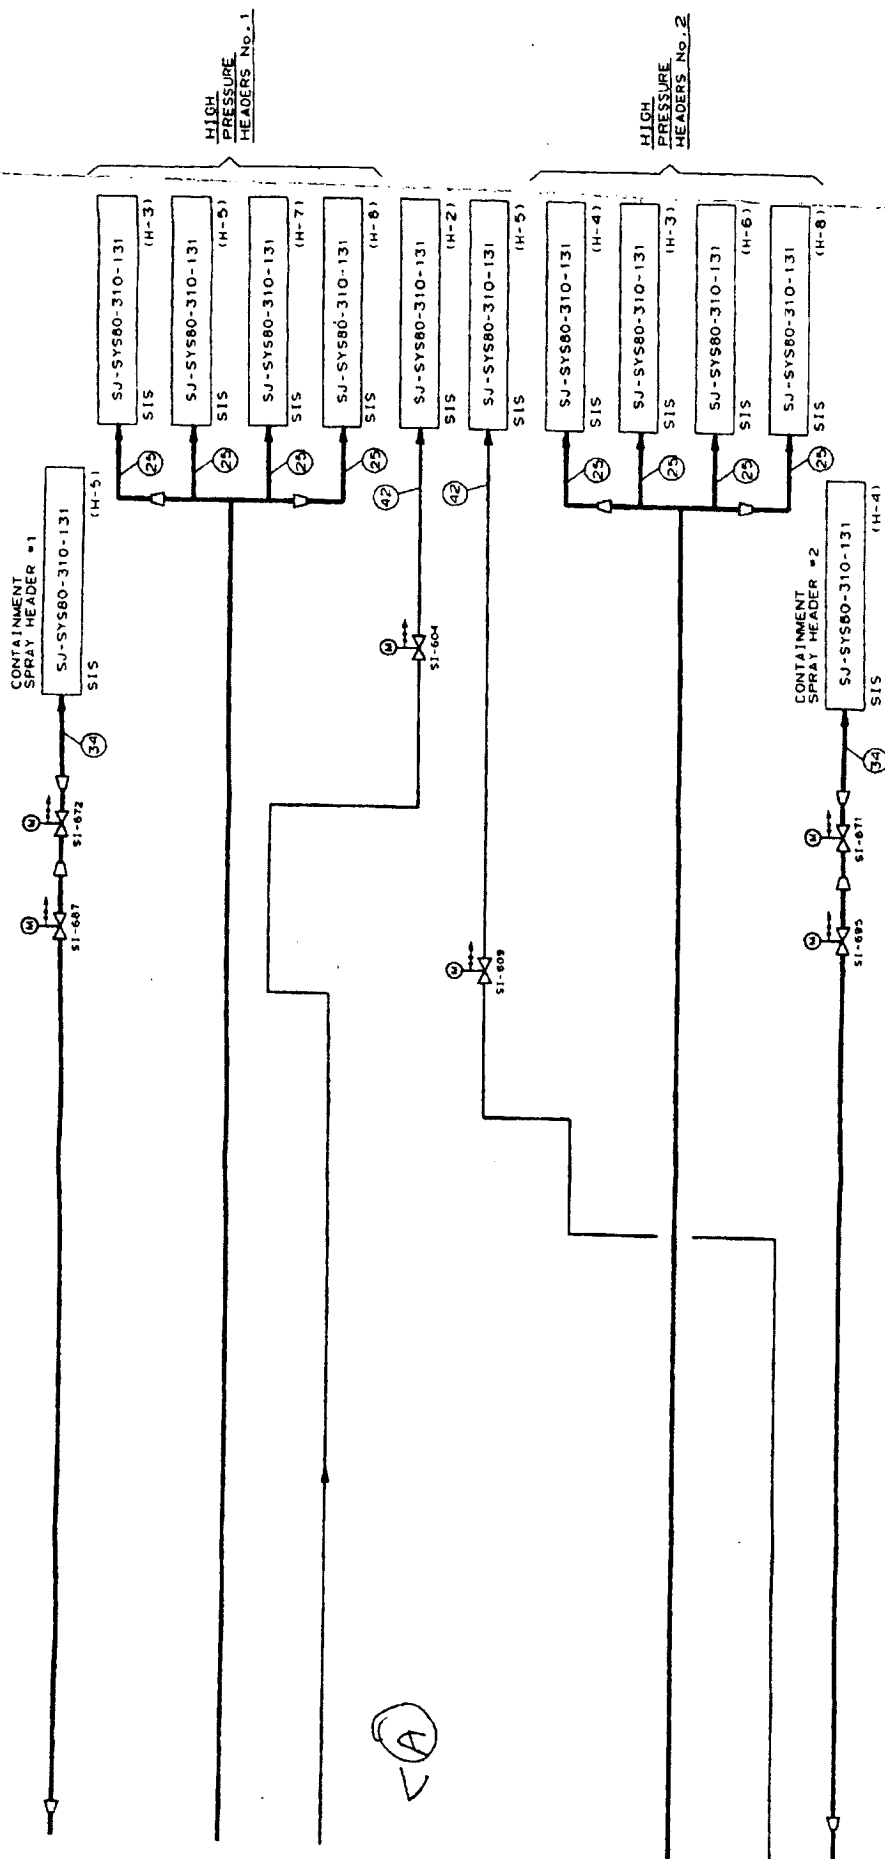 CONTAINMENT
SPRAY HEADER #1
SJ-SYS80-310-131
SIS
(H-5)
34
M
SI-672
M
SI-687
HIGH
PRESSURE
HEADERS No.1
SJ-SYS80-310-131
SIS
(H-3)
25
SJ-SYS80-310-131
SIS
(H-5)
25
SJ-SYS80-310-131
SIS
(H-7)
25
SJ-SYS80-310-131
SIS
(H-8)
25
SJ-SYS80-310-131
SIS
(H-2)
42
M
SI-604
SJ-SYS80-310-131
SIS
(H-5)
42
M
SI-609
HIGH
PRESSURE
HEADERS No.2
SJ-SYS80-310-131
SIS
(H-4)
25
SJ-SYS80-310-131
SIS
(H-3)
25
SJ-SYS80-310-131
SIS
(H-6)
25
SJ-SYS80-310-131
SIS
(H-8)
25
CONTAINMENT
SPRAY HEADER #2
SJ-SYS80-310-131
SIS
(H-4)
34
M
SI-671
M
SI-695
A